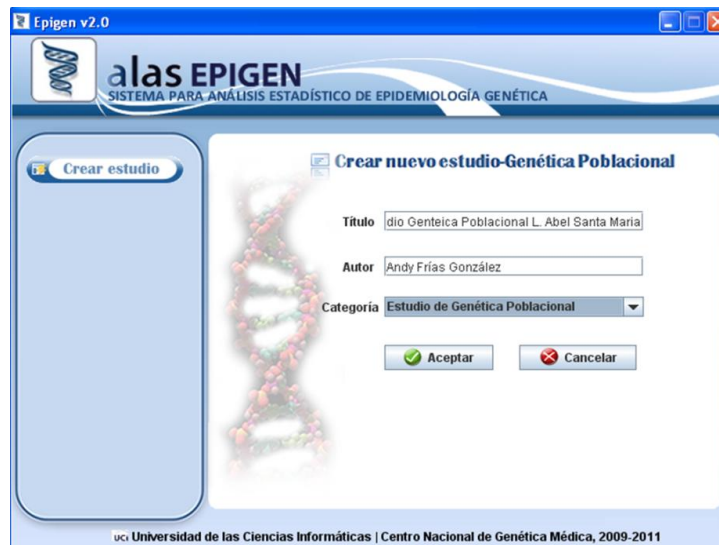 Epigen v2.0
alas EPIGEN
SISTEMA PARA ANÁLISIS ESTADÍSTICO DE EPIDEMIOLOGÍA GENÉTICA
Crear estudio
Crear nuevo estudio-Genética Poblacional
Título dio Genteica Poblacional L. Abel Santa Maria
Autor Andy Frías González
Categoría Estudio de Genética Poblacional
Aceptar Cancelar
UCI Universidad de las Ciencias Informáticas | Centro Nacional de Genética Médica, 2009-2011